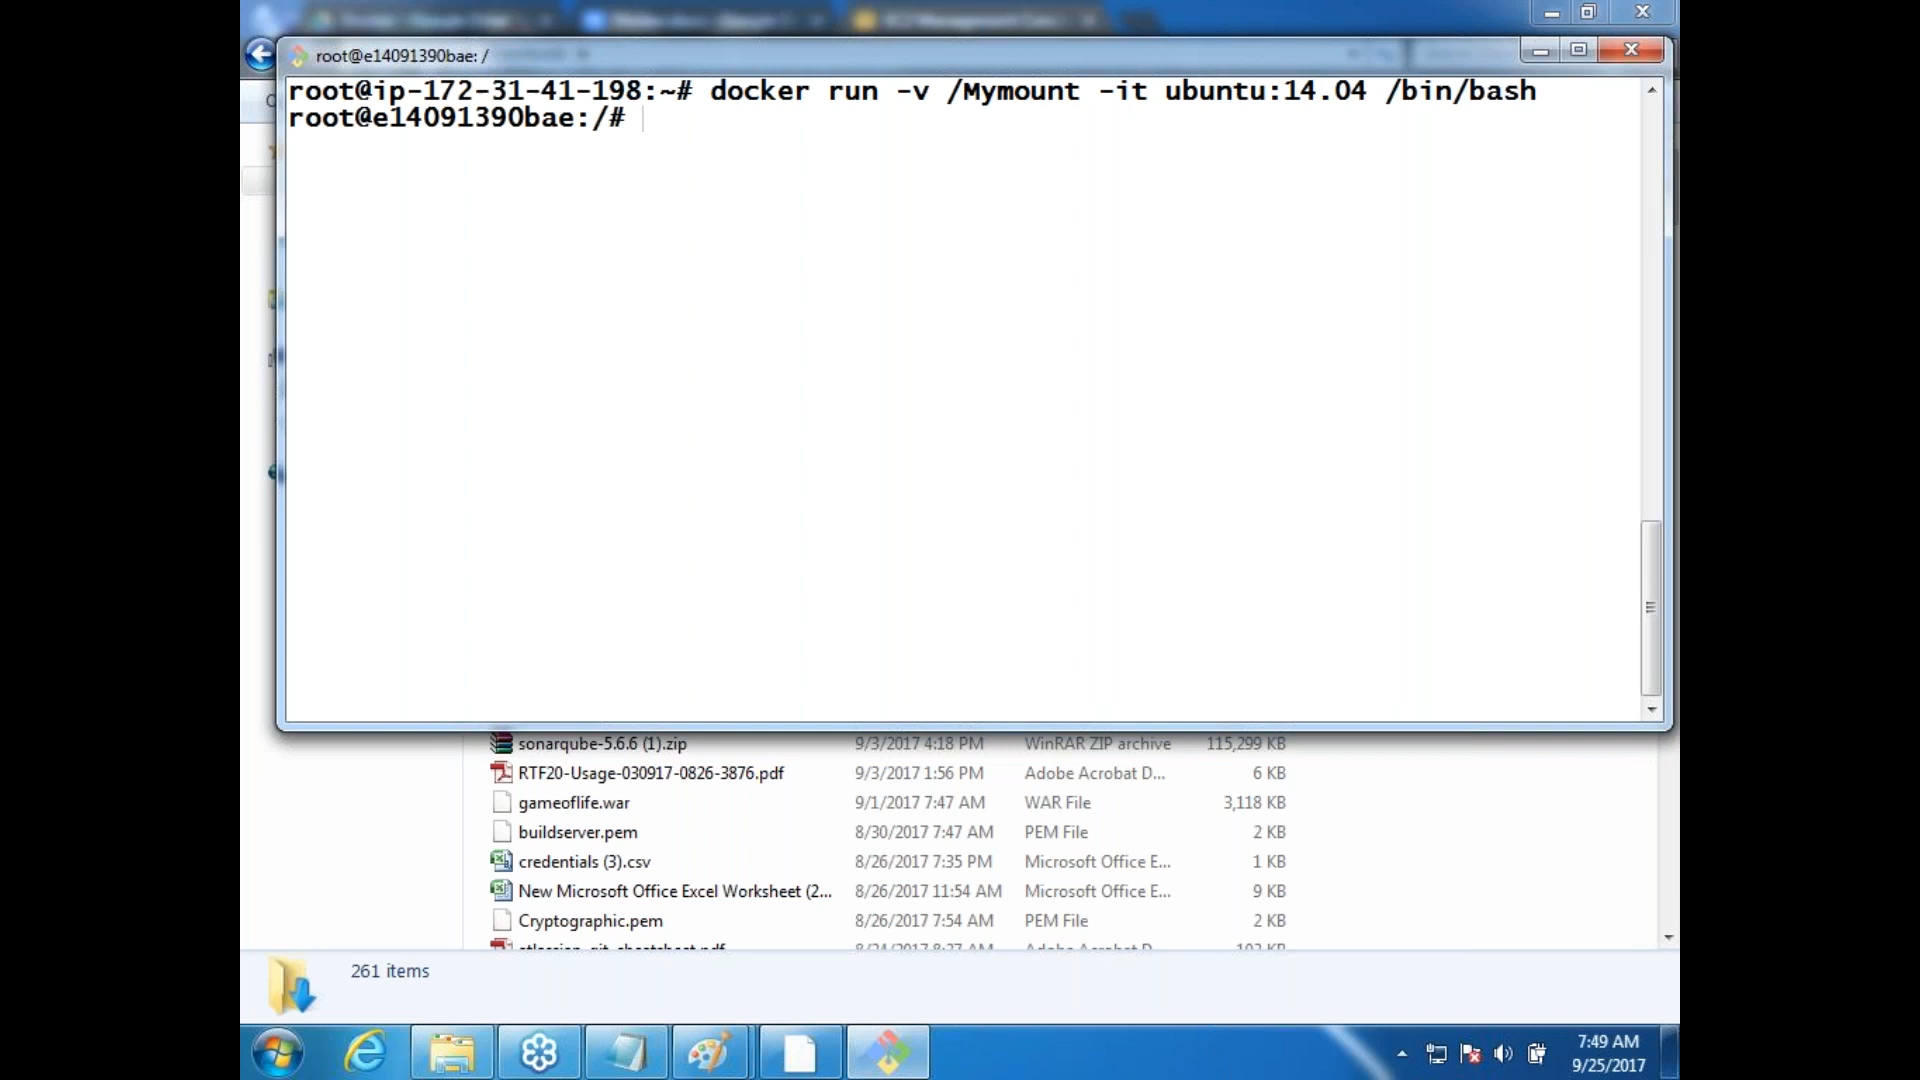 root@e14091390bae: /
root@ip-172-31-41-198:~# docker run -v /Mymount -it ubuntu:14.04 /bin/bash
root@e14091390bae:/#
sonarqube-5.6.6 (1).zip 9/3/2017 4:18 PM WinRAR ZIP archive 115,299 KB
RTF20-Usage-030917-0826-3876.pdf 9/3/2017 1:56 PM Adobe Acrobat D... 6 KB
gameoflife.war 9/1/2017 7:47 AM WAR File 3,118 KB
buildserver.pem 8/30/2017 7:47 AM PEM File 2 KB
credentials (3).csv 8/26/2017 7:35 PM Microsoft Office E... 1 KB
New Microsoft Office Excel Worksheet (2... 8/26/2017 11:54 AM Microsoft Office E... 9 KB
Cryptographic.pem 8/26/2017 7:54 AM PEM File 2 KB
261 items
7:49 AM
9/25/2017